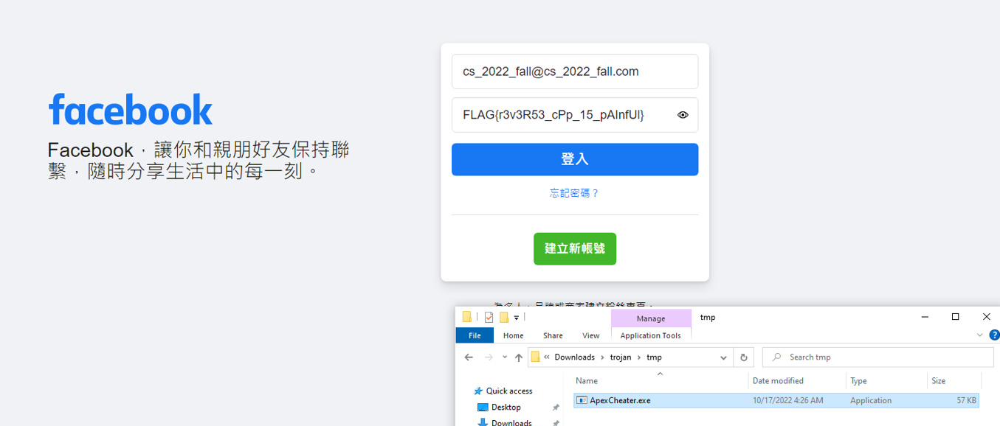 facebook
Facebook，讓你和親朋好友保持聯
繫，隨時分享生活中的每一刻。
cs_2022_fall@cs_2022_fall.com
FLAG{r3v3R53_cPp_15_pAInfUl}
登入
忘記密碼？
建立新帳號
Manage
tmp
File
Home
Share
View
Application Tools
« Downloads › trojan › tmp
Search tmp
Name
Date modified
Type
Size
Quick access
Desktop
Downloads
ApexCheater.exe
10/17/2022 4:26 AM
Application
57 KB